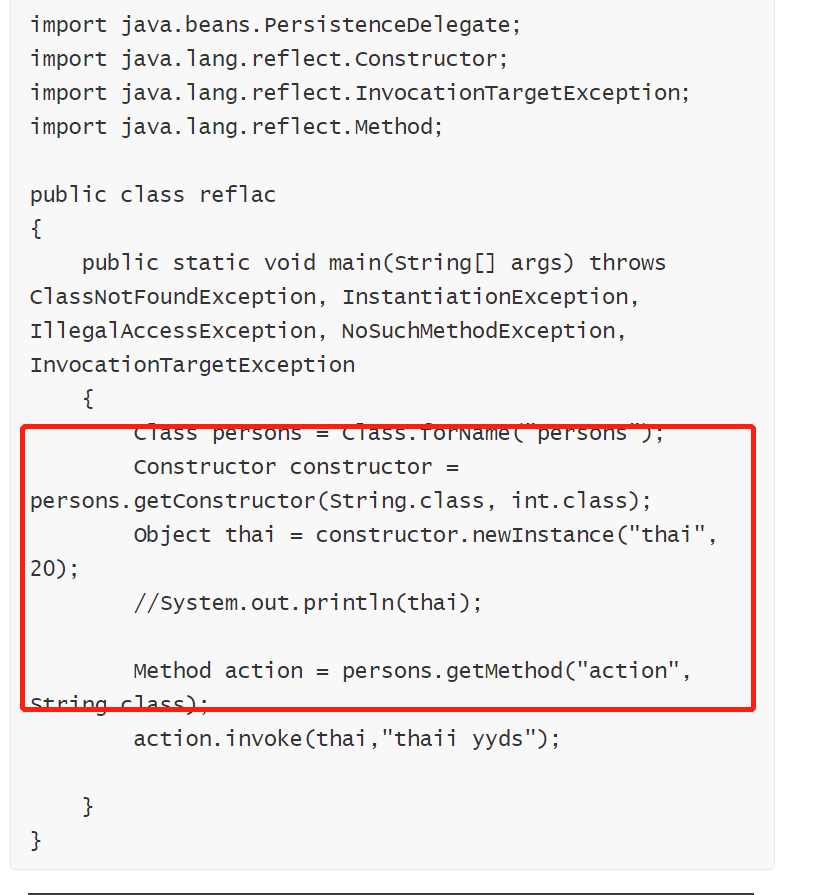 import java.beans.PersistenceDelegate;
import java.lang.reflect.Constructor;
import java.lang.reflect.InvocationTargetException;
import java.lang.reflect.Method;

public class reflac
{
    public static void main(String[] args) throws
ClassNotFoundException, InstantiationException,
IllegalAccessException, NoSuchMethodException,
InvocationTargetException
    {
        Class persons = Class.forName("persons");
        Constructor constructor =
persons.getConstructor(String.class, int.class);
        Object thai = constructor.newInstance("thai",
20);
        //System.out.println(thai);

        Method action = persons.getMethod("action",
String.class);
        action.invoke(thai,"thaii yyds");

    }
}